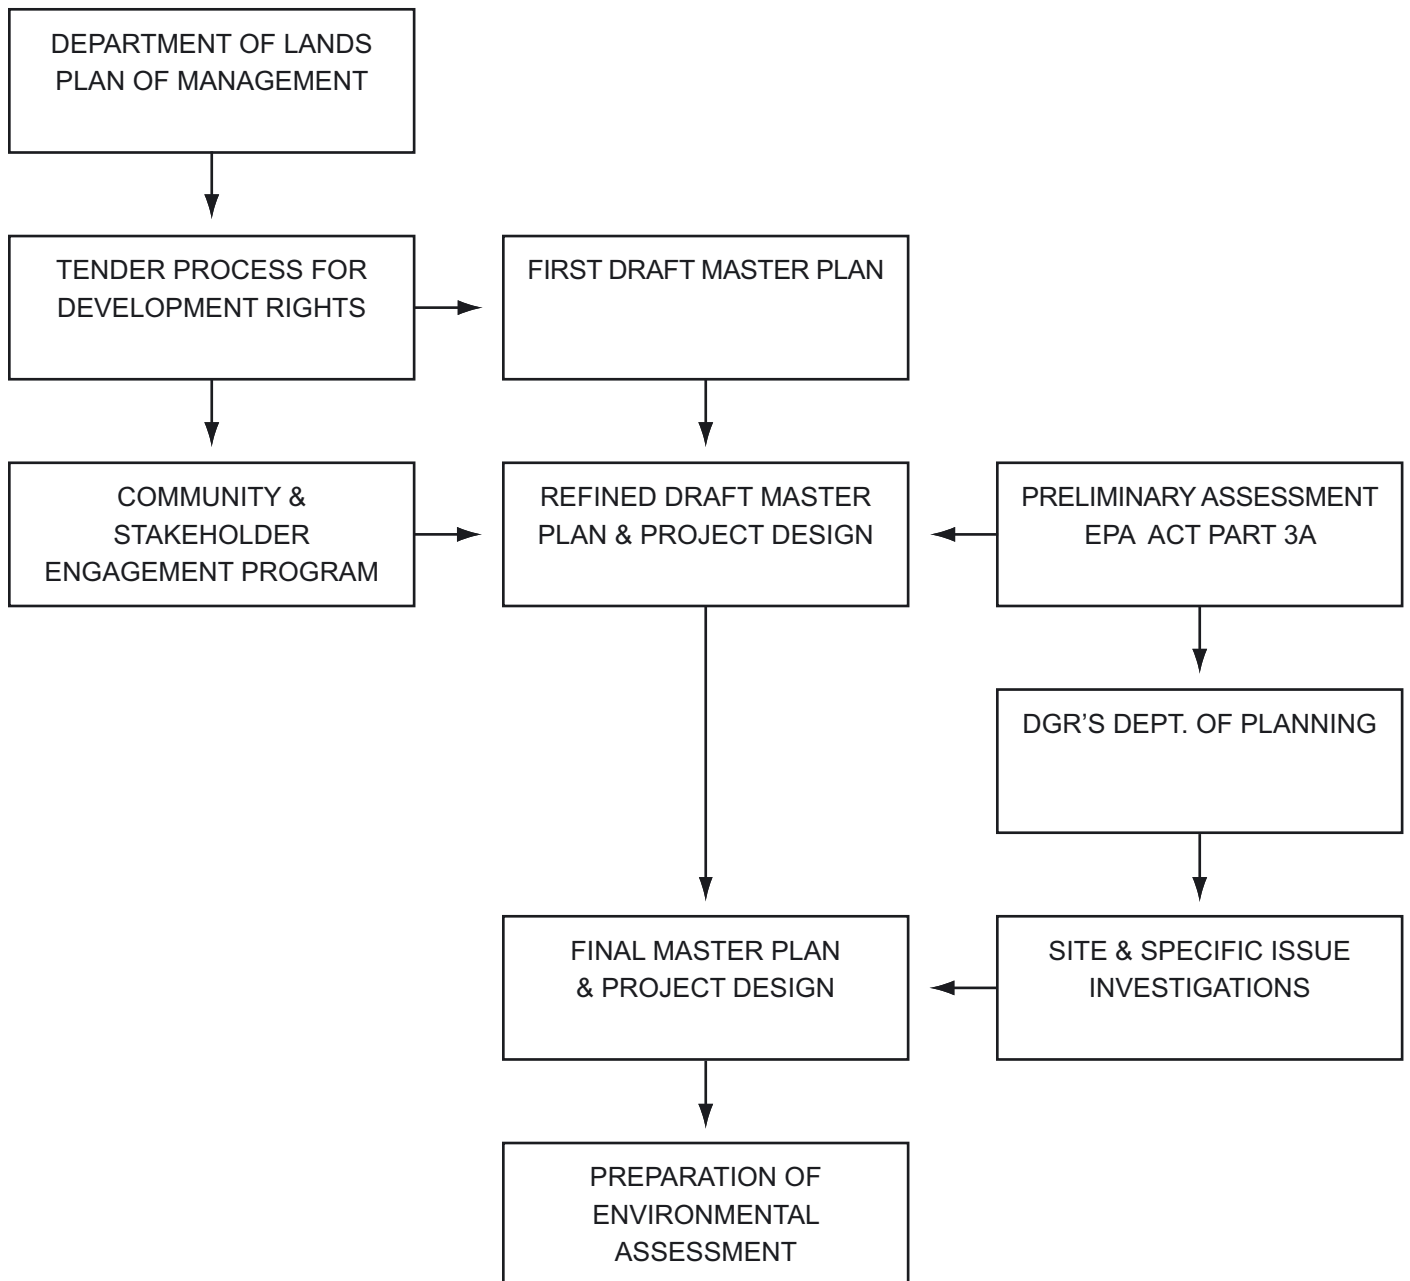 DEPARTMENT OF LANDS
PLAN OF MANAGEMENT
TENDER PROCESS FOR
DEVELOPMENT RIGHTS
FIRST DRAFT MASTER PLAN
COMMUNITY &
STAKEHOLDER
ENGAGEMENT PROGRAM
REFINED DRAFT MASTER
PLAN & PROJECT DESIGN
PRELIMINARY ASSESSMENT
EPA ACT PART 3A
DGR’S DEPT. OF PLANNING
FINAL MASTER PLAN
& PROJECT DESIGN
SITE & SPECIFIC ISSUE
INVESTIGATIONS
PREPARATION OF
ENVIRONMENTAL
ASSESSMENT